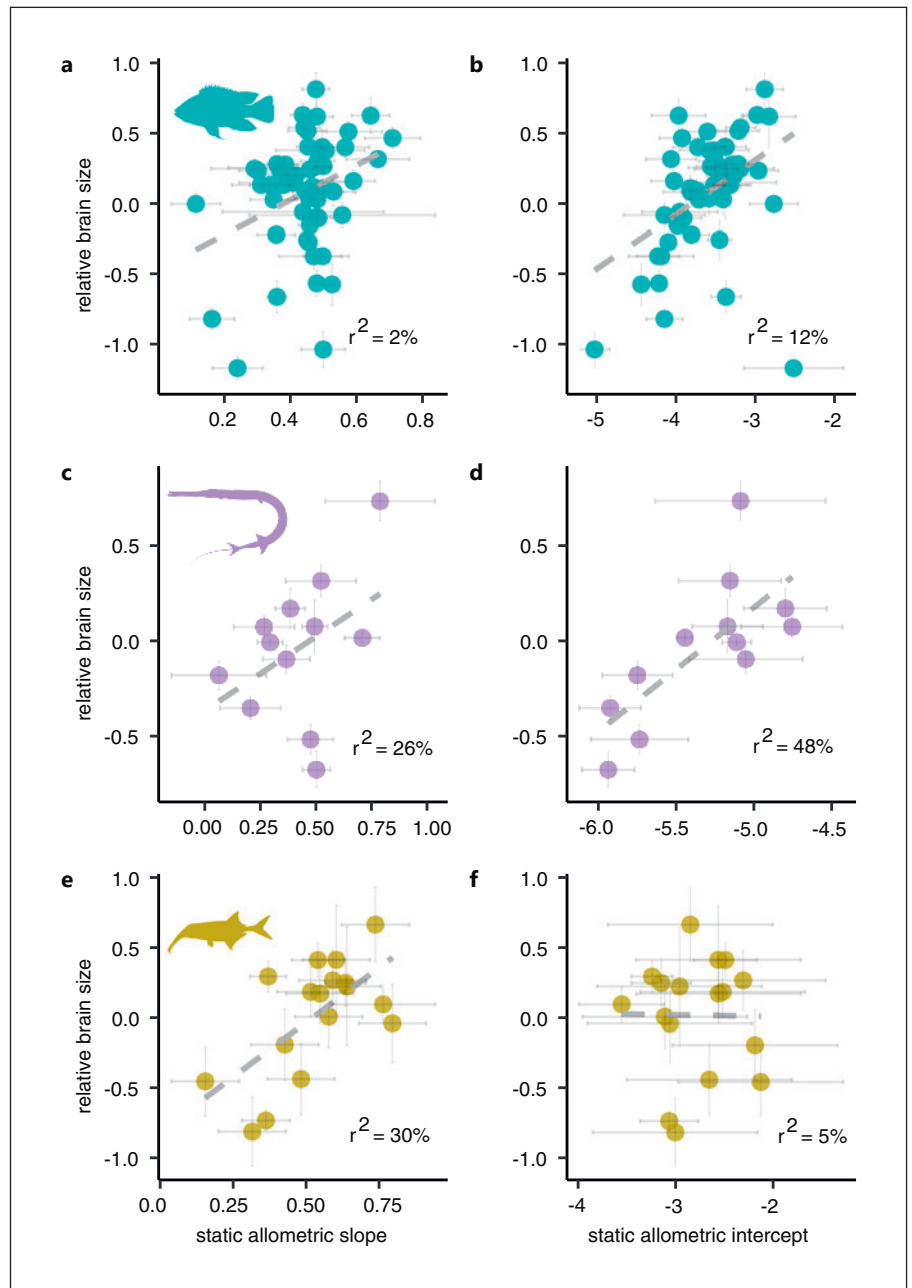 a b
1.0 1.0
0.5 0.5
0.0 0.0
-0.5 -0.5
-1.0 -1.0
relative brain size
r2 = 2% r2 = 12%
0.2 0.4 0.6 0.8 -5 -4 -3 -2
c d
0.5 0.5
0.0 0.0
-0.5 -0.5
relative brain size
r2 = 26% r2 = 48%
0.00 0.25 0.50 0.75 1.00 -6.0 -5.5 -5.0 -4.5
e f
1.0 1.0
0.5 0.5
0.0 0.0
-0.5 -0.5
-1.0 -1.0
relative brain size
r2 = 30% r2 = 5%
0.0 0.25 0.50 0.75 -4 -3 -2
static allometric slope static allometric intercept